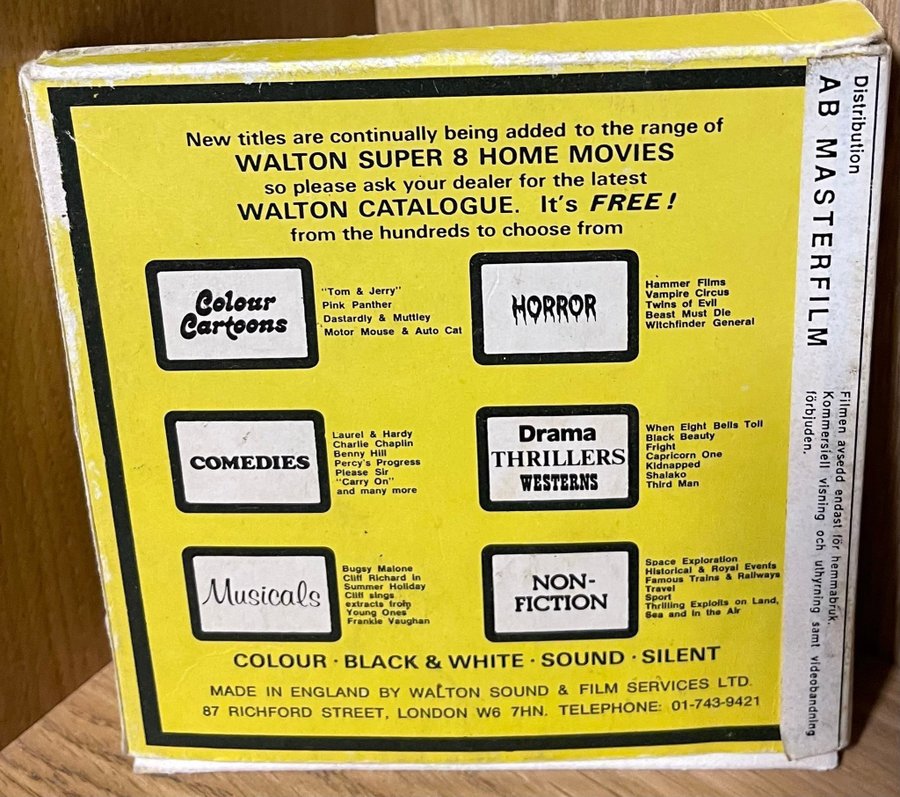 New titles are continually being added to the range of
WALTON SUPER 8 HOME MOVIES
so please ask your dealer for the latest
WALTON CATALOGUE. It's FREE!
from the hundreds to choose from
Colour
Cartoons
"Tom & Jerry"
Pink Panther
Dastardly & Muttley
Motor Mouse & Auto Cat
HORROR
Hammer Films
Vampire Circus
Twins of Evil
Beast Must Die
Witchfinder General
COMEDIES
Laurel & Hardy
Charlie Chaplin
Benny Hill
Percy's Progress
Please Sir
"Carry On"
and many more
Drama
THRILLERS
WESTERNS
When Eight Bells Toll
Black Beauty
Fright
Capricorn One
Kidnapped
Shalako
Third Man
Musicals
Bugsy Malone
Cliff Richard in
Summer Holiday
Cliff sings
extracts from
Young Ones
Frankie Vaughan
NON-
FICTION
Space Exploration
Historical & Royal Events
Famous Trains & Railways
Travel
Sport
Thrilling Exploits on Land,
Sea and in the Air
COLOUR · BLACK & WHITE · SOUND · SILENT
MADE IN ENGLAND BY WALTON SOUND & FILM SERVICES LTD.
87 RICHFORD STREET, LONDON W6 7HN. TELEPHONE: 01-743-9421
Distribution
AB MASTERFILM
Filmen avsedd endast för hemmabruk.
Kommersiell visning och uthyrning samt videobandning
förbjuden.